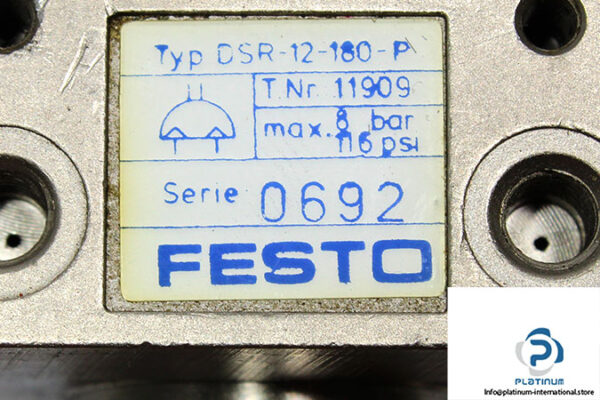 Typ DSR-12-180-P
T.Nr. 11909
max. 8 bar
116 psi
Serie 0692
FESTO
PLATINUM
Info@platinum-international.store